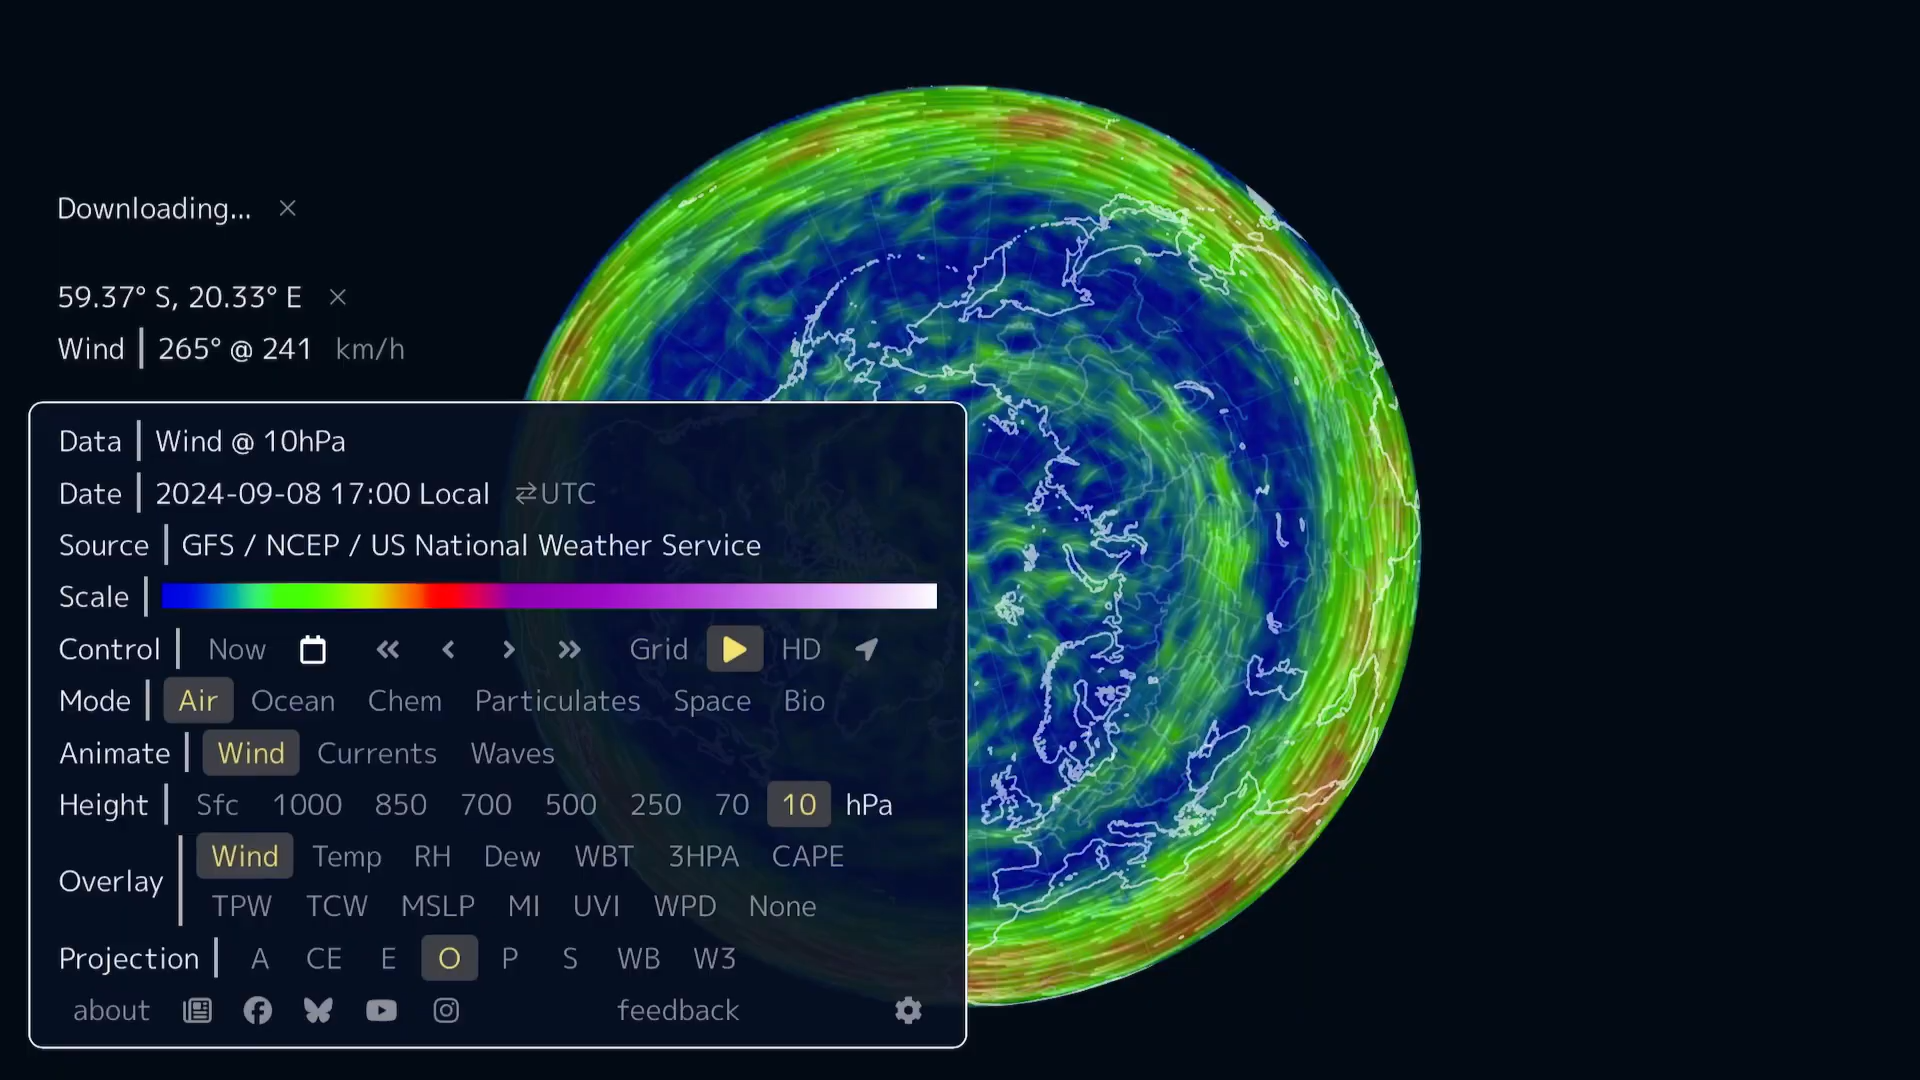 Downloading...
59.37° S, 20.33° E
Wind 265° @ 241 km/h
Data Wind @ 10hPa
Date 2024-09-08 17:00 Local ⇄UTC
Source GFS / NCEP / US National Weather Service
Scale
Control Now « ‹ › » Grid HD
Mode Air Ocean Chem Particulates Space Bio
Animate Wind Currents Waves
Height Sfc 1000 850 700 500 250 70 10 hPa
Overlay Wind Temp RH Dew WBT 3HPA CAPE
TPW TCW MSLP MI UVI WPD None
Projection A CE E O P S WB W3
about feedback